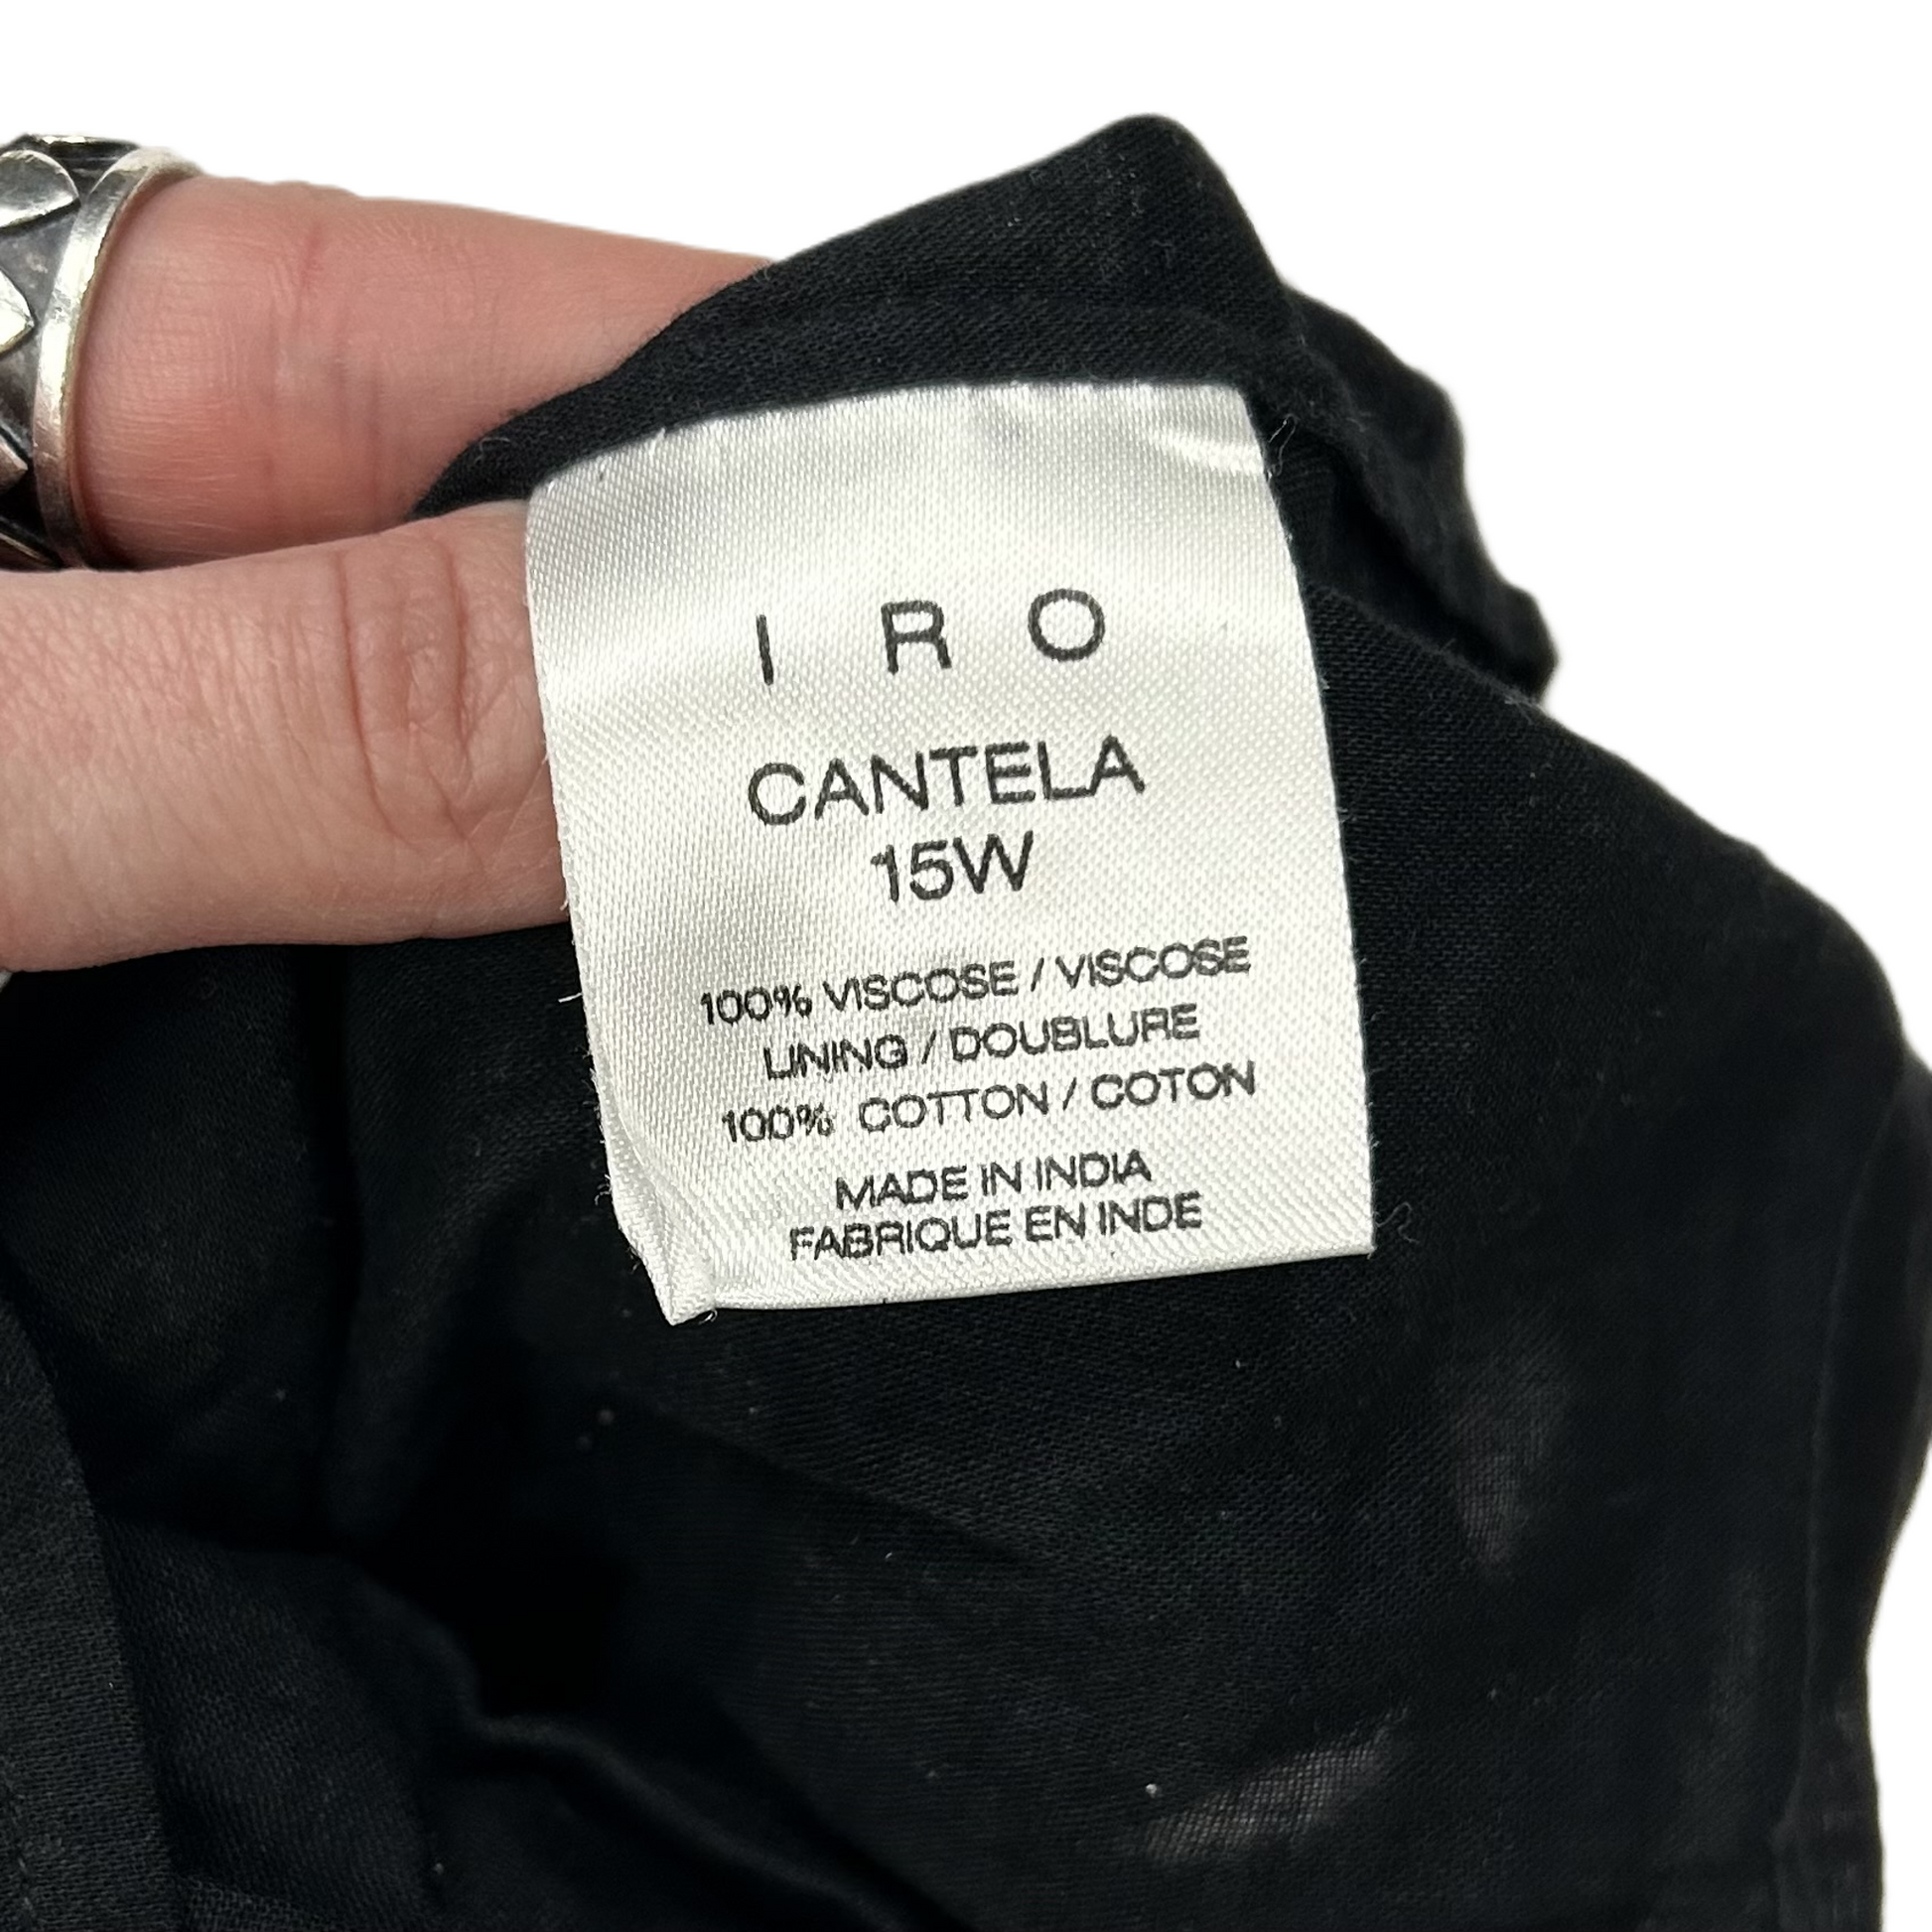 I R O
CANTELA
15W
100% VISCOSE / VISCOSE
LINING / DOUBLURE
100% COTTON / COTON
MADE IN INDIA
FABRIQUE EN INDE